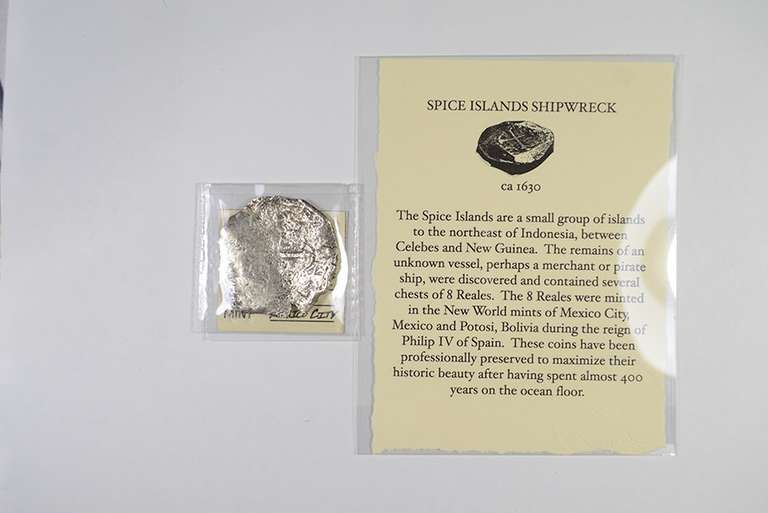 SPICE ISLANDS SHIPWRECK
ca 1630
The Spice Islands are a small group of islands
to the northeast of Indonesia, between
Celebes and New Guinea. The remains of an
unknown vessel, perhaps a merchant or pirate
ship, were discovered and contained several
chests of 8 Reales. The 8 Reales were minted
in the New World mints of Mexico City,
Mexico and Potosi, Bolivia during the reign of
Philip IV of Spain. These coins have been
professionally preserved to maximize their
historic beauty after having spent almost 400
years on the ocean floor.
MEXICO CITY